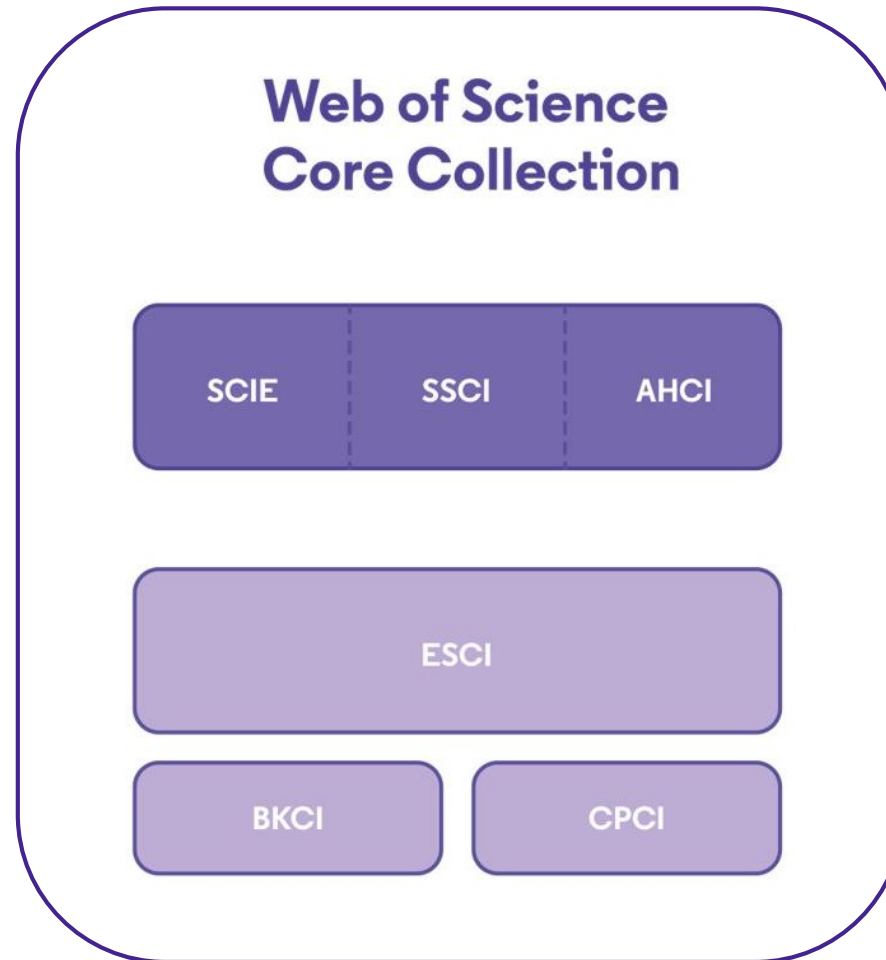 Web of Science
Core Collection
SCIE SSCI AHCI
ESCI
BKCI CPCI